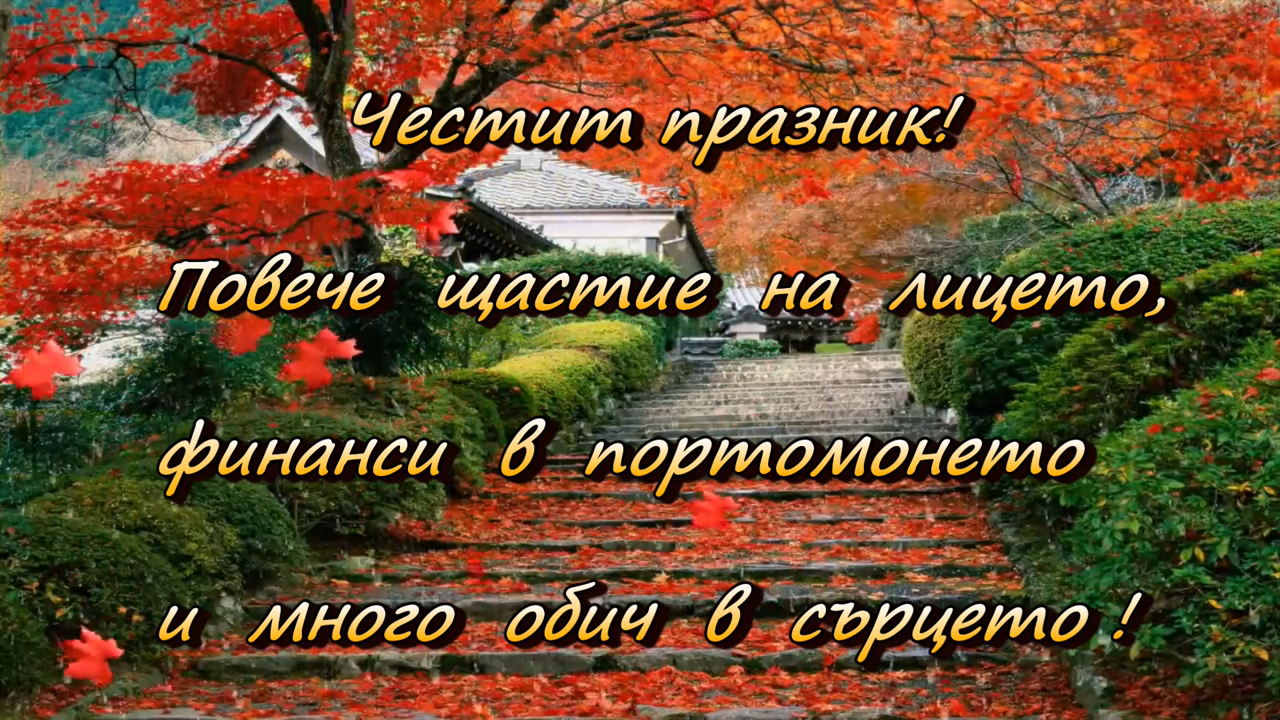 Честит празник!
Повече щастие на лицето,
финанси в портомонето
и много обич в сърцето !